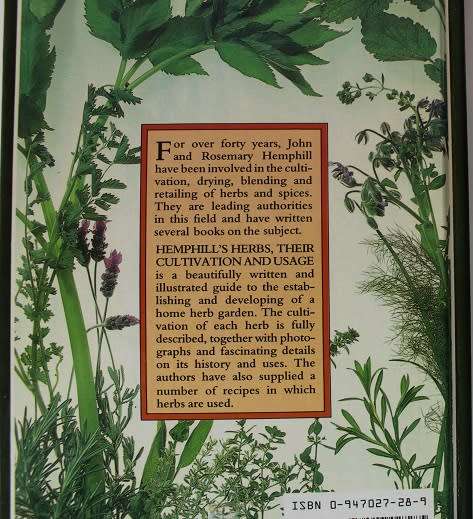 For over forty years, John
and Rosemary Hemphill
have been involved in the culti-
vation, drying, blending and
retailing of herbs and spices.
They are leading authorities
in this field and have written
several books on the subject.
HEMPHILL'S HERBS, THEIR
CULTIVATION AND USAGE
is a beautifully written and
illustrated guide to the estab-
lishing and developing of a
home herb garden. The culti-
vation of each herb is fully
described, together with photo-
graphs and fascinating details
on its history and uses. The
authors have also supplied a
number of recipes in which
herbs are used.
ISBN 0-947027-28-9